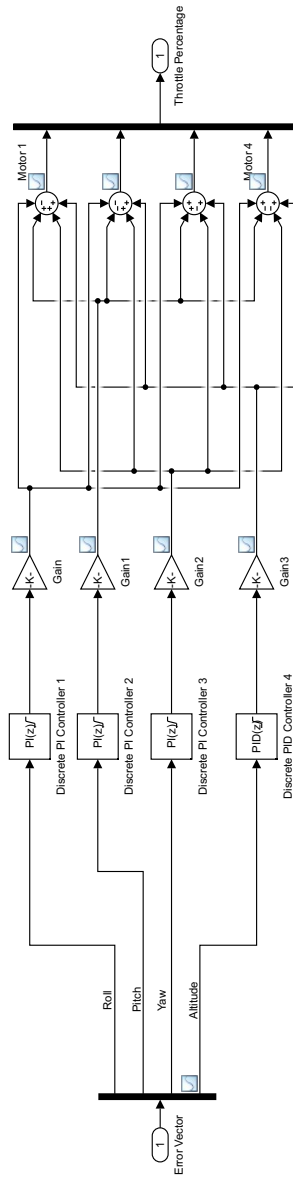 1
Error Vector
Roll
Pitch
Yaw
Altitude
PI(z)
Discrete PI Controller 1
PI(z)
Discrete PI Controller 2
PI(z)
Discrete PI Controller 3
PID(z)
Discrete PID Controller 4
-K-
Gain
-K-
Gain1
-K-
Gain2
-K-
Gain3
Motor 1
Motor 4
1
Throttle Percentage